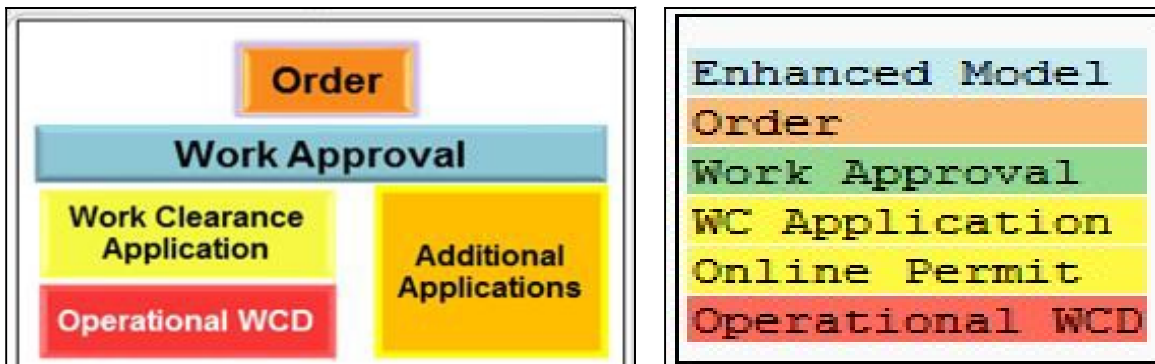 Order
Work Approval
Work Clearance
Application
Additional
Applications
Operational WCD
Enhanced Model
Order
Work Approval
WC Application
Online Permit
Operational WCD